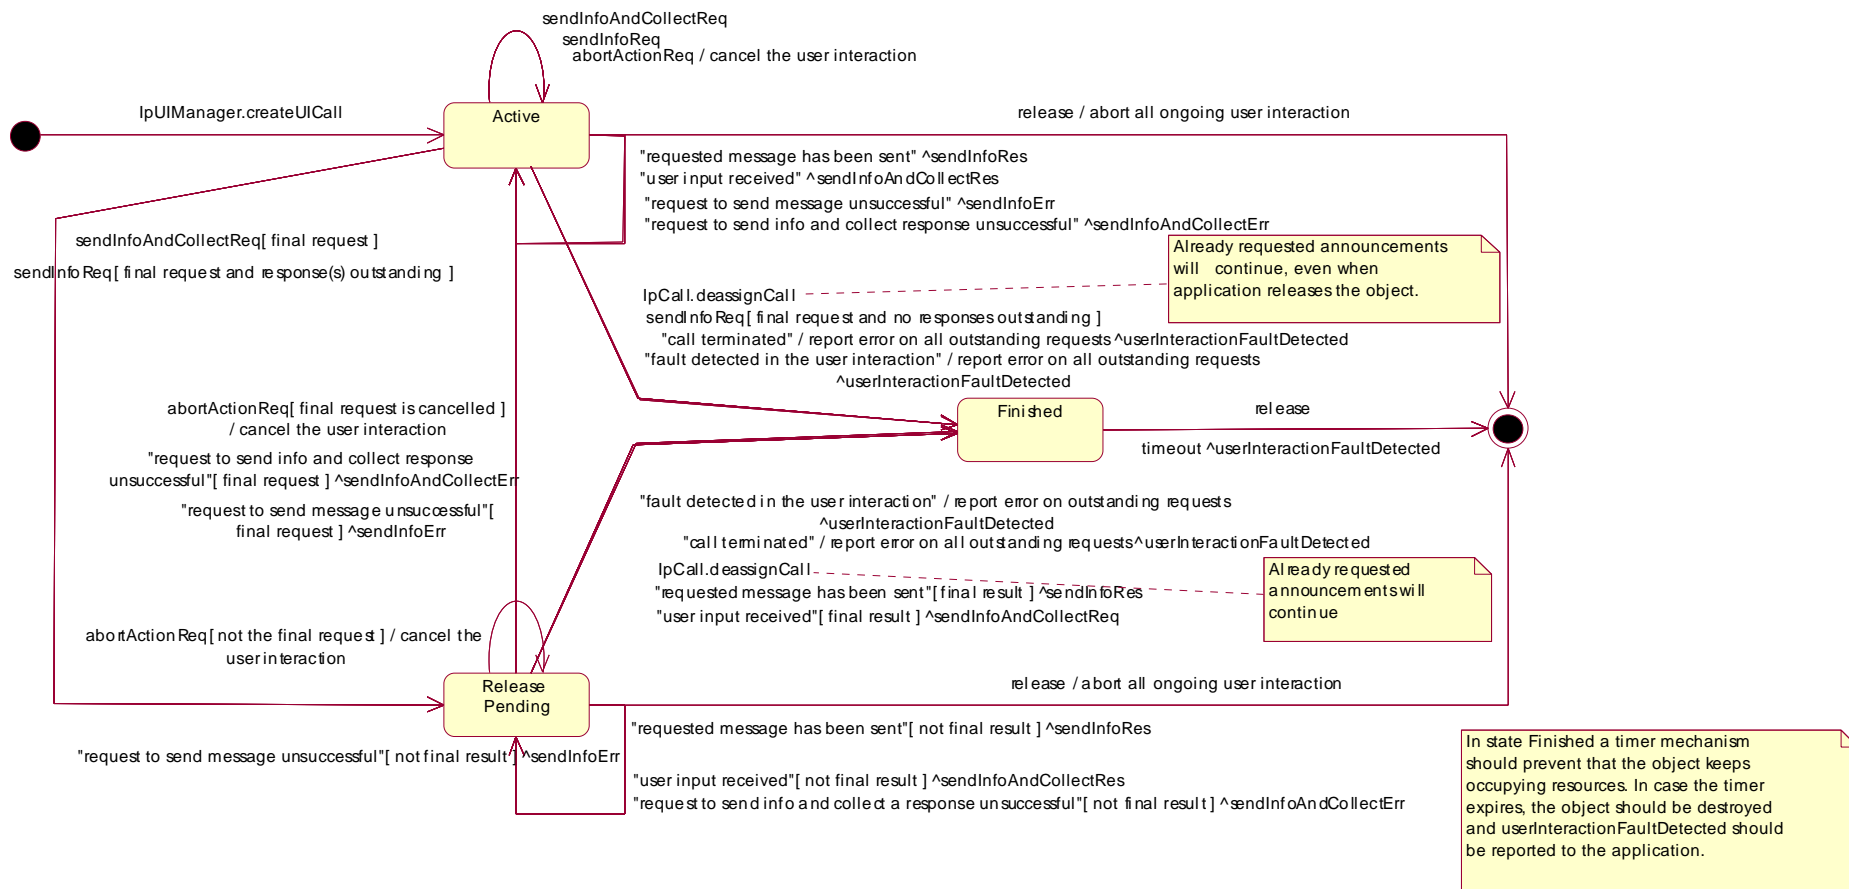 sendInfoAndCollectReq
sendInfoReq
abortActionReq / cancel the user interaction
IpUIManager.createUICall
Active
release / abort all ongoing user interaction
"requested message has been sent" ^sendInfoRes
"user input received" ^sendInfoAndCollectRes
"request to send message unsuccessful" ^sendInfoErr
"request to send info and collect response unsuccessful" ^sendInfoAndCollectErr
sendInfoAndCollectReq[ final request ]
sendInfoReq[ final request and response(s) outstanding ]
Already requested announcements
will continue, even when
application releases the object.
IpCall.deassignCall
sendInfoReq[ final request and no responses outstanding ]
"call terminated" / report error on all outstanding requests ^userInteractionFaultDetected
"fault detected in the user interaction" / report error on all outstanding requests
^userInteractionFaultDetected
abortActionReq[ final request is cancelled ]
/ cancel the user interaction
Finished
release
timeout ^userInteractionFaultDetected
"request to send info and collect response
unsuccessful"[ final request ] ^sendInfoAndCollectErr
"request to send message unsuccessful"[
final request ] ^sendInfoErr
"fault detected in the user interaction" / report error on outstanding requests
^userInteractionFaultDetected
"call terminated" / report error on all outstanding requests ^userInteractionFaultDetected
IpCall.deassignCall
"requested message has been sent"[ final result ] ^sendInfoRes
"user input received"[ final result ] ^sendInfoAndCollectReq
Already requested
announcements will
continue
abortActionReq[ not the final request ] / cancel the
user interaction
Release
Pending
release / abort all ongoing user interaction
"requested message has been sent"[ not final result ] ^sendInfoRes
"request to send message unsuccessful"[ not final result ] ^sendInfoErr
"user input received"[ not final result ] ^sendInfoAndCollectRes
"request to send info and collect a response unsuccessful"[ not final result ] ^sendInfoAndCollectErr
In state Finished a timer mechanism
should prevent that the object keeps
occupying resources. In case the timer
expires, the object should be destroyed
and userInteractionFaultDetected should
be reported to the application.